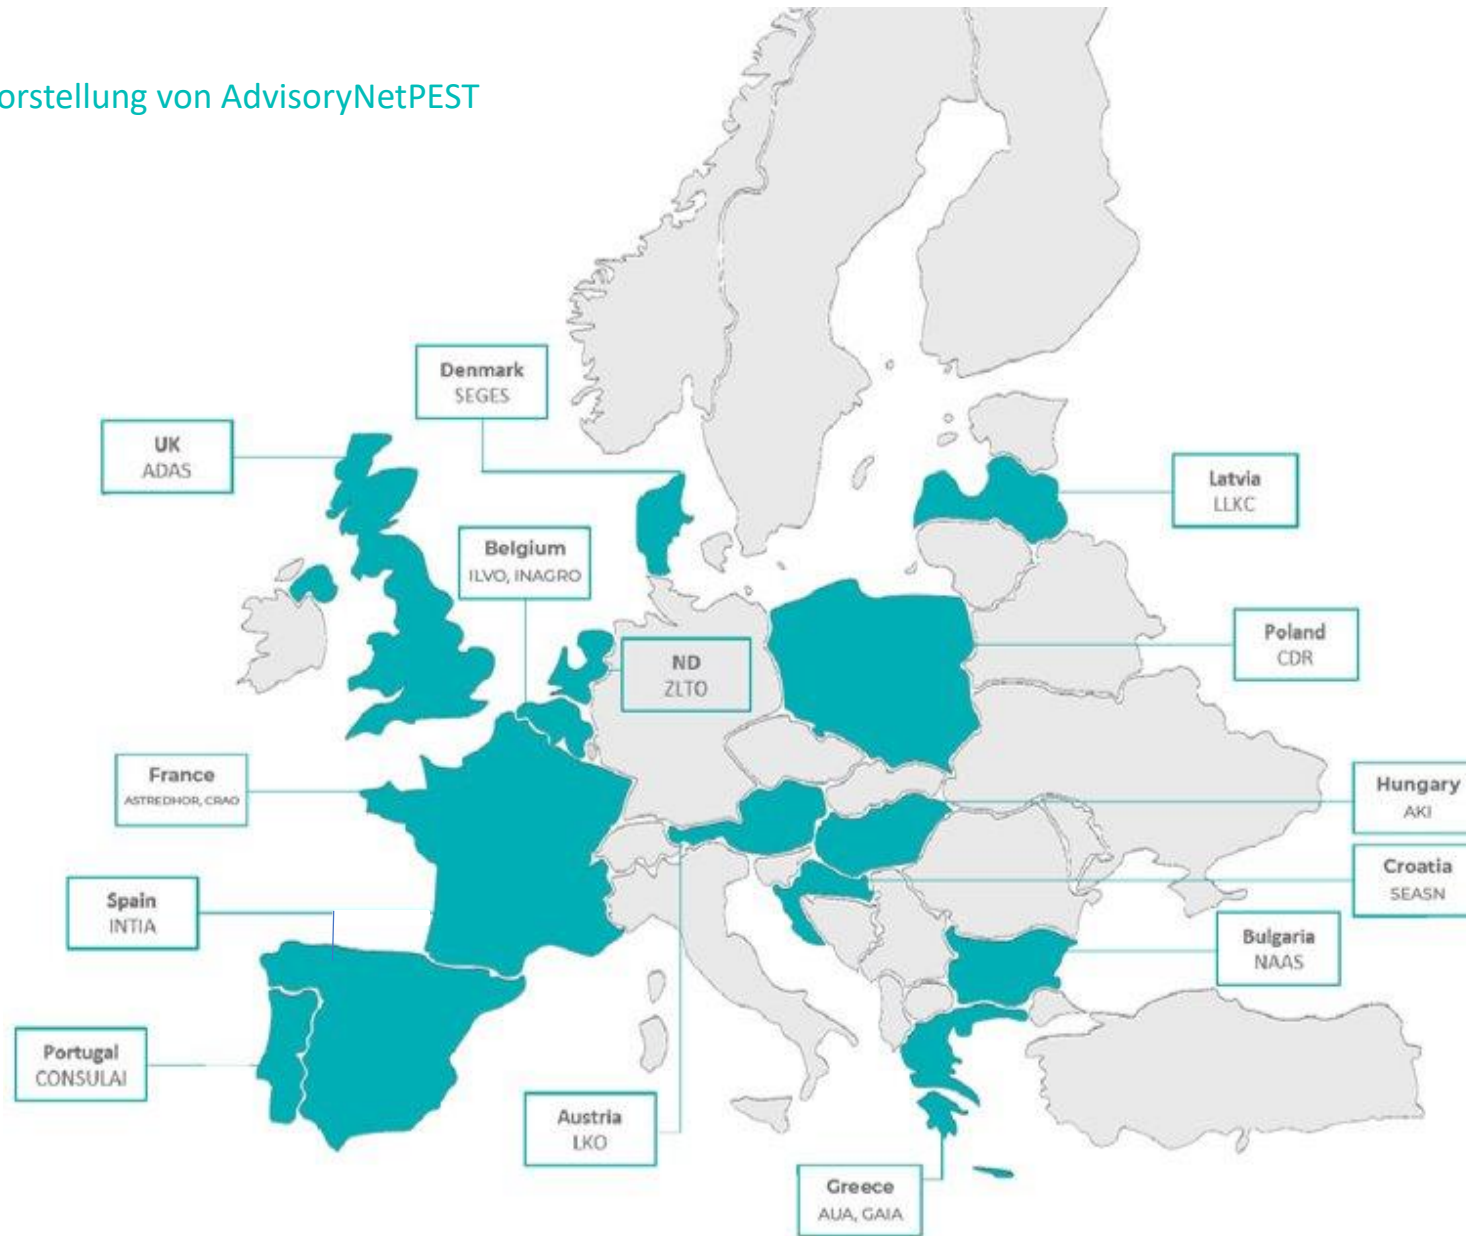 orstellung von AdvisoryNetPEST
Denmark
SEGES
UK
ADAS
Latvia
LLKC
Belgium
ILVO, INAGRO
Poland
CDR
ND
ZLTO
France
ASTREDHOR, CRAO
Hungary
AKI
Croatia
SEASN
Spain
INTIA
Bulgaria
NAAS
Portugal
CONSULAI
Austria
LKO
Greece
AUA, GAIA